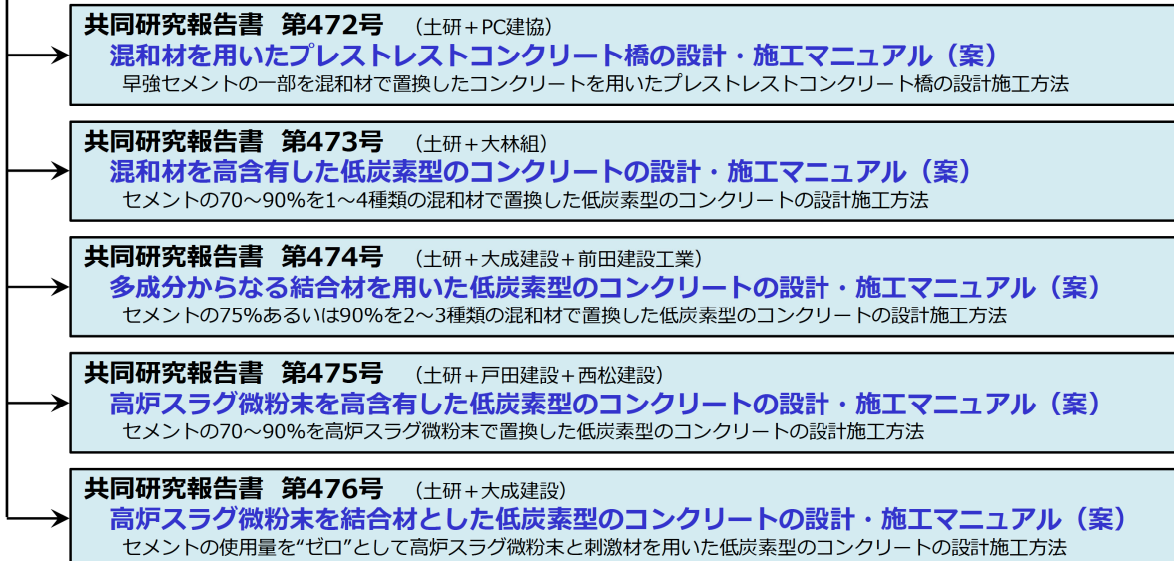 共同研究報告書 第472号 (土研+PC建協)
混和材を用いたプレストレストコンクリート橋の設計・施工マニュアル（案）
早強セメントの一部を混和材で置換したコンクリートを用いたプレストレストコンクリート橋の設計施工方法
共同研究報告書 第473号 (土研+大林組)
混和材を高含有した低炭素型のコンクリートの設計・施工マニュアル（案）
セメントの70～90%を1～4種類の混和材で置換した低炭素型のコンクリートの設計施工方法
共同研究報告書 第474号 (土研+大成建設+前田建設工業)
多成分からなる結合材を用いた低炭素型のコンクリートの設計・施工マニュアル（案）
セメントの75%あるいは90%を2～3種類の混和材で置換した低炭素型のコンクリートの設計施工方法
共同研究報告書 第475号 (土研+戸田建設+西松建設)
高炉スラグ微粉末を高含有した低炭素型のコンクリートの設計・施工マニュアル（案）
セメントの70～90%を高炉スラグ微粉末で置換した低炭素型のコンクリートの設計施工方法
共同研究報告書 第476号 (土研+大成建設)
高炉スラグ微粉末を結合材とした低炭素型のコンクリートの設計・施工マニュアル（案）
セメントの使用量を“ゼロ”として高炉スラグ微粉末と刺激材を用いた低炭素型のコンクリートの設計施工方法